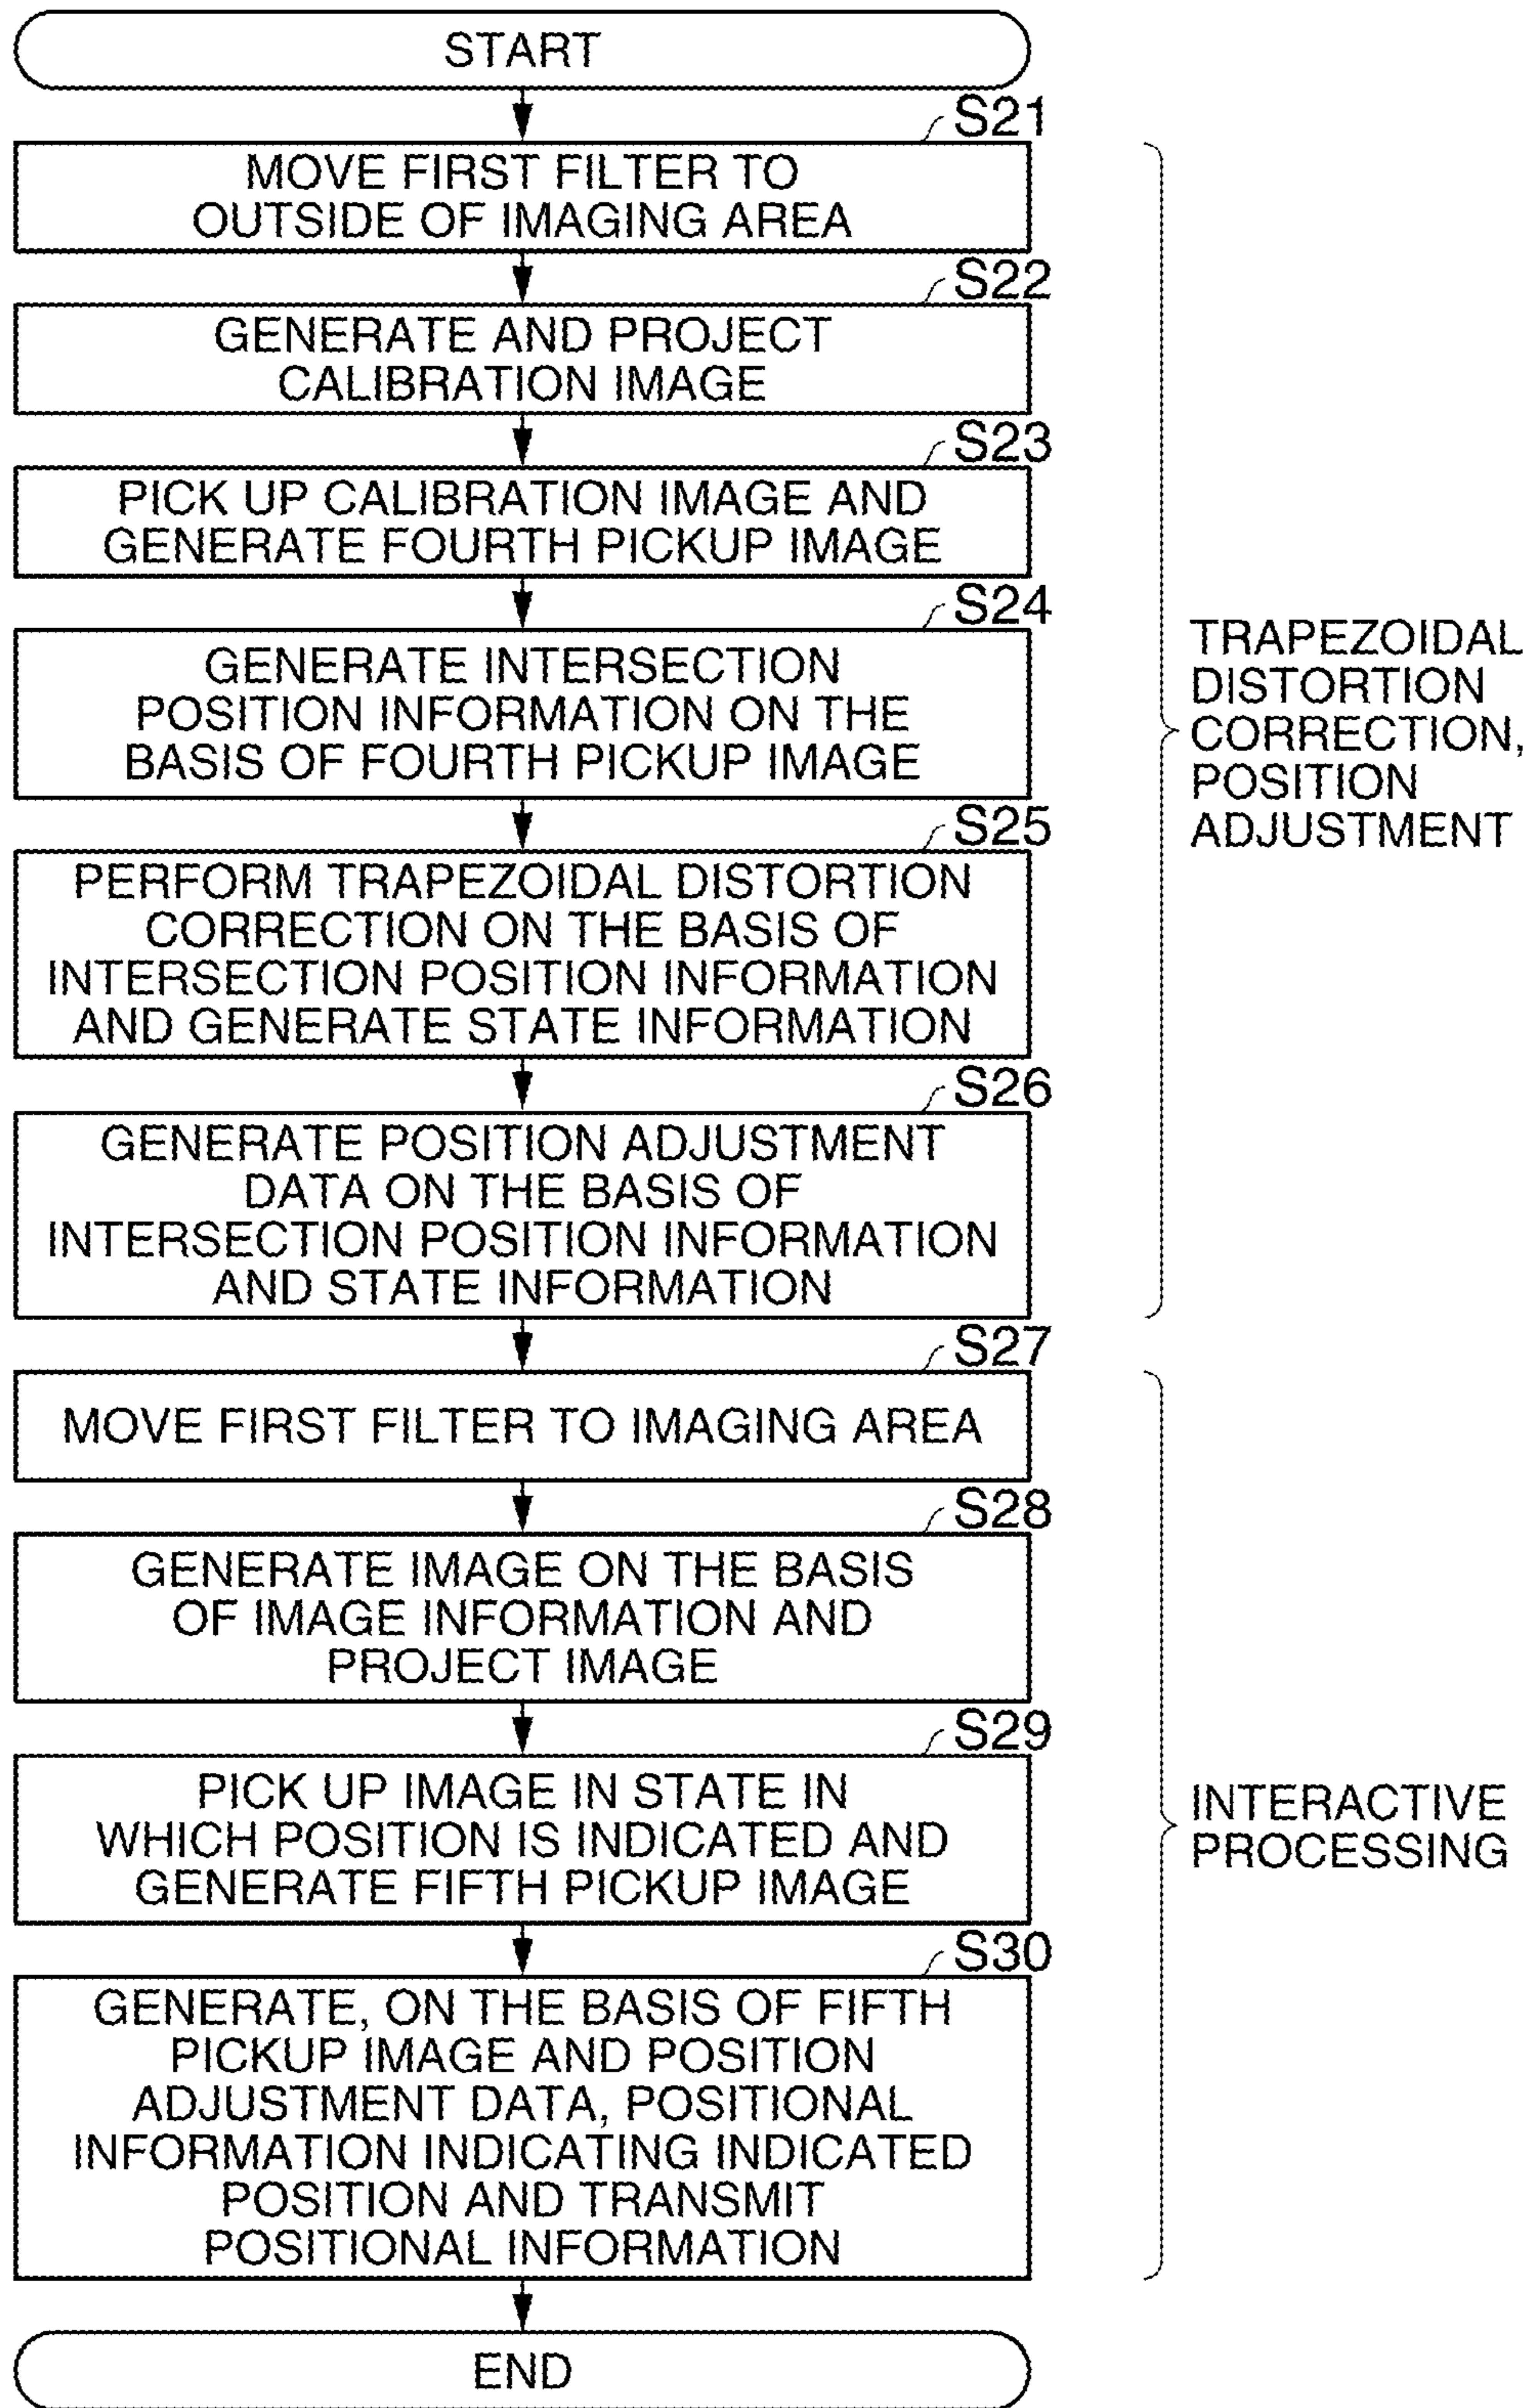 START
S21
MOVE FIRST FILTER TO
OUTSIDE OF IMAGING AREA
S22
GENERATE AND PROJECT
CALIBRATION IMAGE
S23
PICK UP CALIBRATION IMAGE AND
GENERATE FOURTH PICKUP IMAGE
S24
GENERATE INTERSECTION
POSITION INFORMATION ON THE
BASIS OF FOURTH PICKUP IMAGE
S25
PERFORM TRAPEZOIDAL DISTORTION
CORRECTION ON THE BASIS OF
INTERSECTION POSITION INFORMATION
AND GENERATE STATE INFORMATION
S26
GENERATE POSITION ADJUSTMENT
DATA ON THE BASIS OF
INTERSECTION POSITION INFORMATION
AND STATE INFORMATION
TRAPEZOIDAL
DISTORTION
CORRECTION,
POSITION
ADJUSTMENT
S27
MOVE FIRST FILTER TO IMAGING AREA
S28
GENERATE IMAGE ON THE BASIS
OF IMAGE INFORMATION AND
PROJECT IMAGE
S29
PICK UP IMAGE IN STATE IN
WHICH POSITION IS INDICATED AND
GENERATE FIFTH PICKUP IMAGE
S30
GENERATE, ON THE BASIS OF FIFTH
PICKUP IMAGE AND POSITION
ADJUSTMENT DATA, POSITIONAL
INFORMATION INDICATING INDICATED
POSITION AND TRANSMIT
POSITIONAL INFORMATION
INTERACTIVE
PROCESSING
END